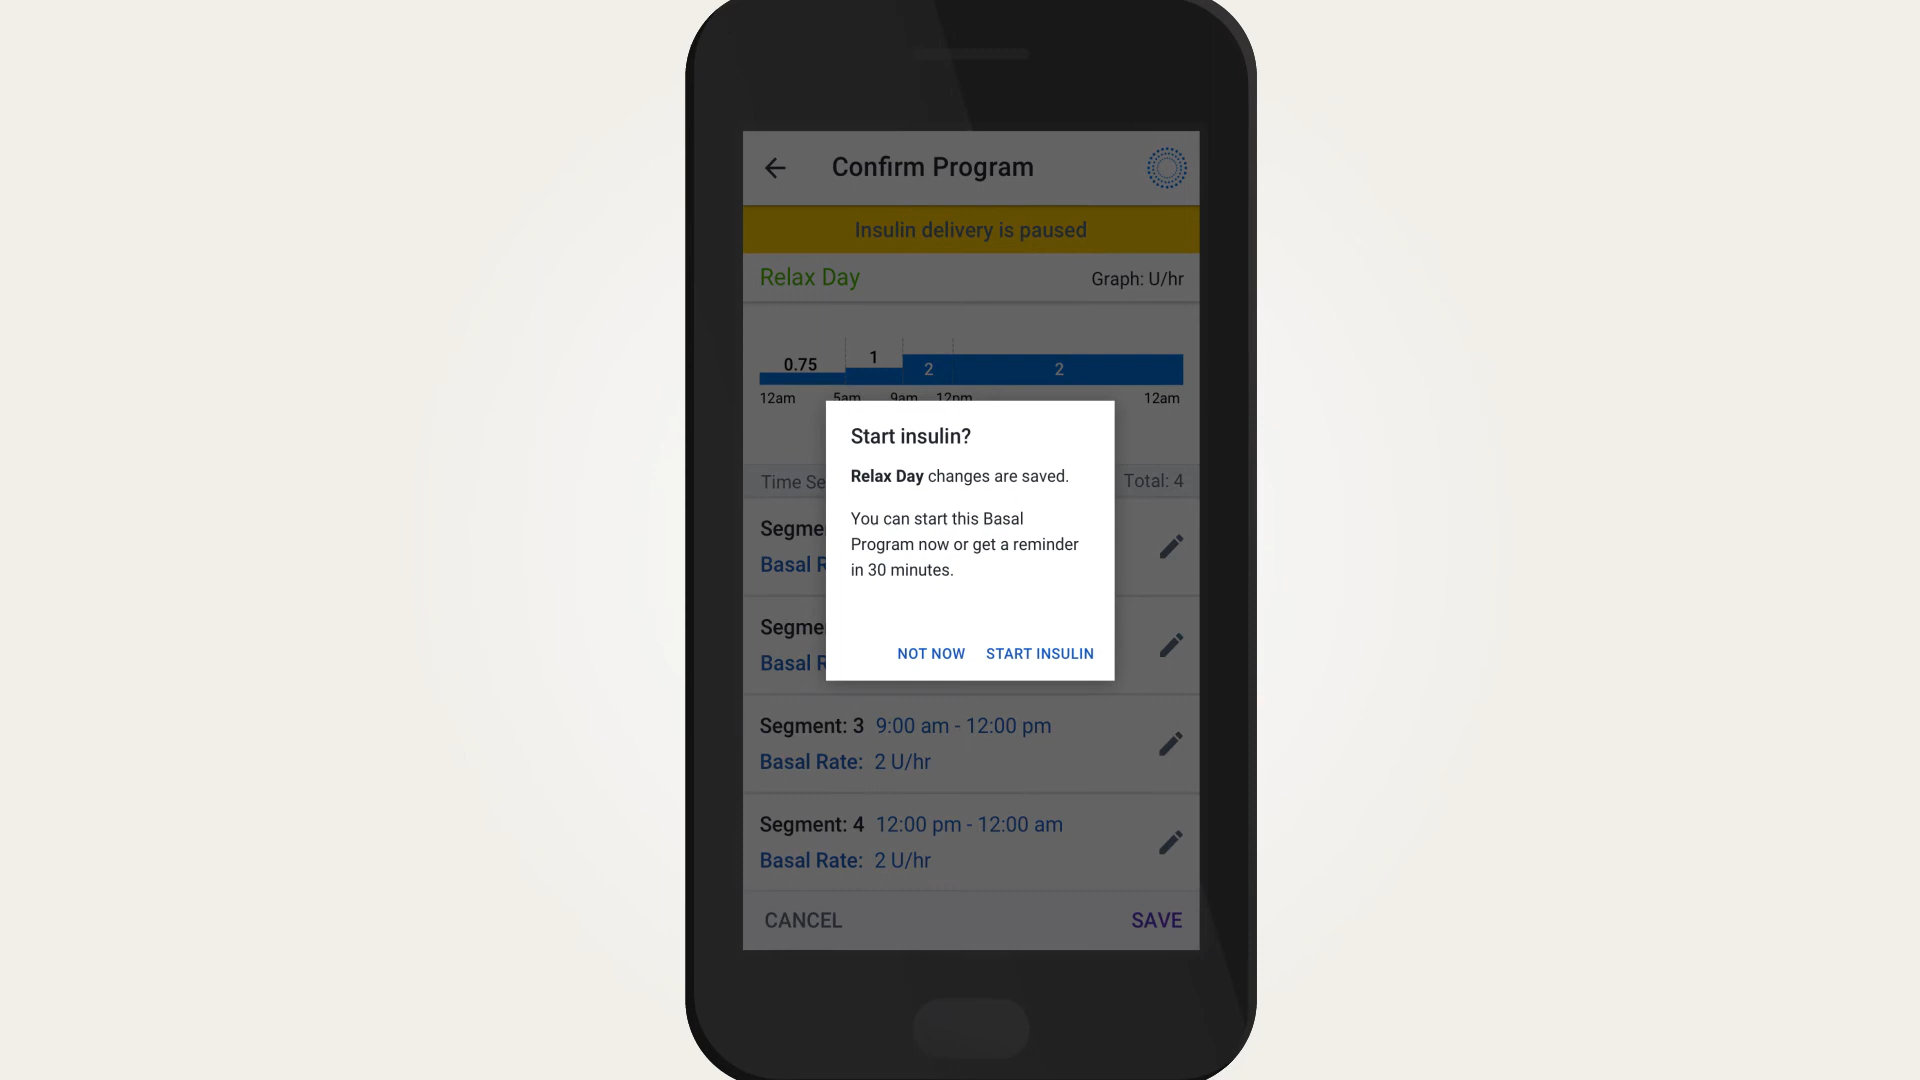 Confirm Program
Insulin delivery is paused
Relax Day Graph: U/hr
0.75 1 2 2
12am 5am 9am 12pm 12am
Start insulin?
Relax Day changes are saved.
You can start this Basal
Program now or get a reminder
in 30 minutes.
NOT NOW START INSULIN
Time Se Total: 4
Segme
Basal R
Segme
Basal R
Segment: 3 9:00 am - 12:00 pm
Basal Rate: 2 U/hr
Segment: 4 12:00 pm - 12:00 am
Basal Rate: 2 U/hr
CANCEL SAVE